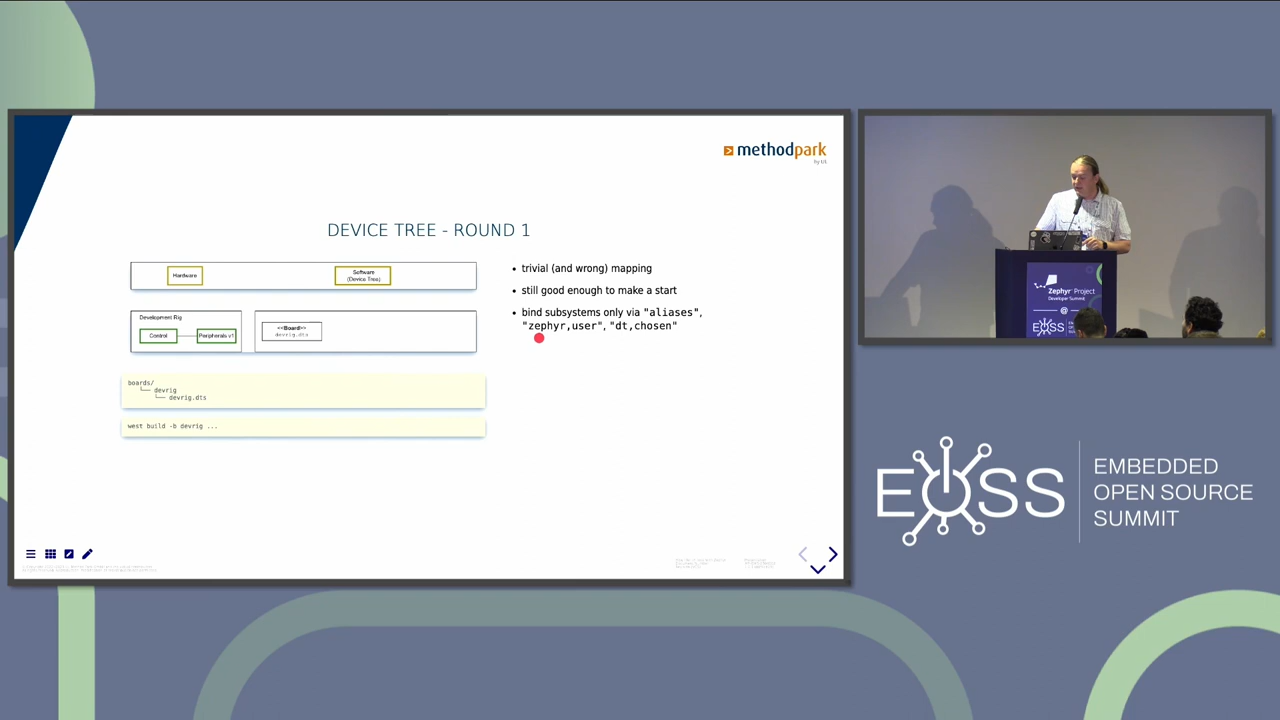 methodpark
by UL
DEVICE TREE - ROUND 1
Hardware
Software
(Device Tree)
Development Rig
Control
Peripherals v1
<<Board>>
devrig.dts
boards/
└── devrig
└── devrig.dts
west build -b devrig ...
• trivial (and wrong) mapping
• still good enough to make a start
• bind subsystems only via "aliases",
"zephyr,user", "dt,chosen"
Zephyr Project
Developer Summit
@
EOSS
EOSS
EMBEDDED
OPEN SOURCE
SUMMIT